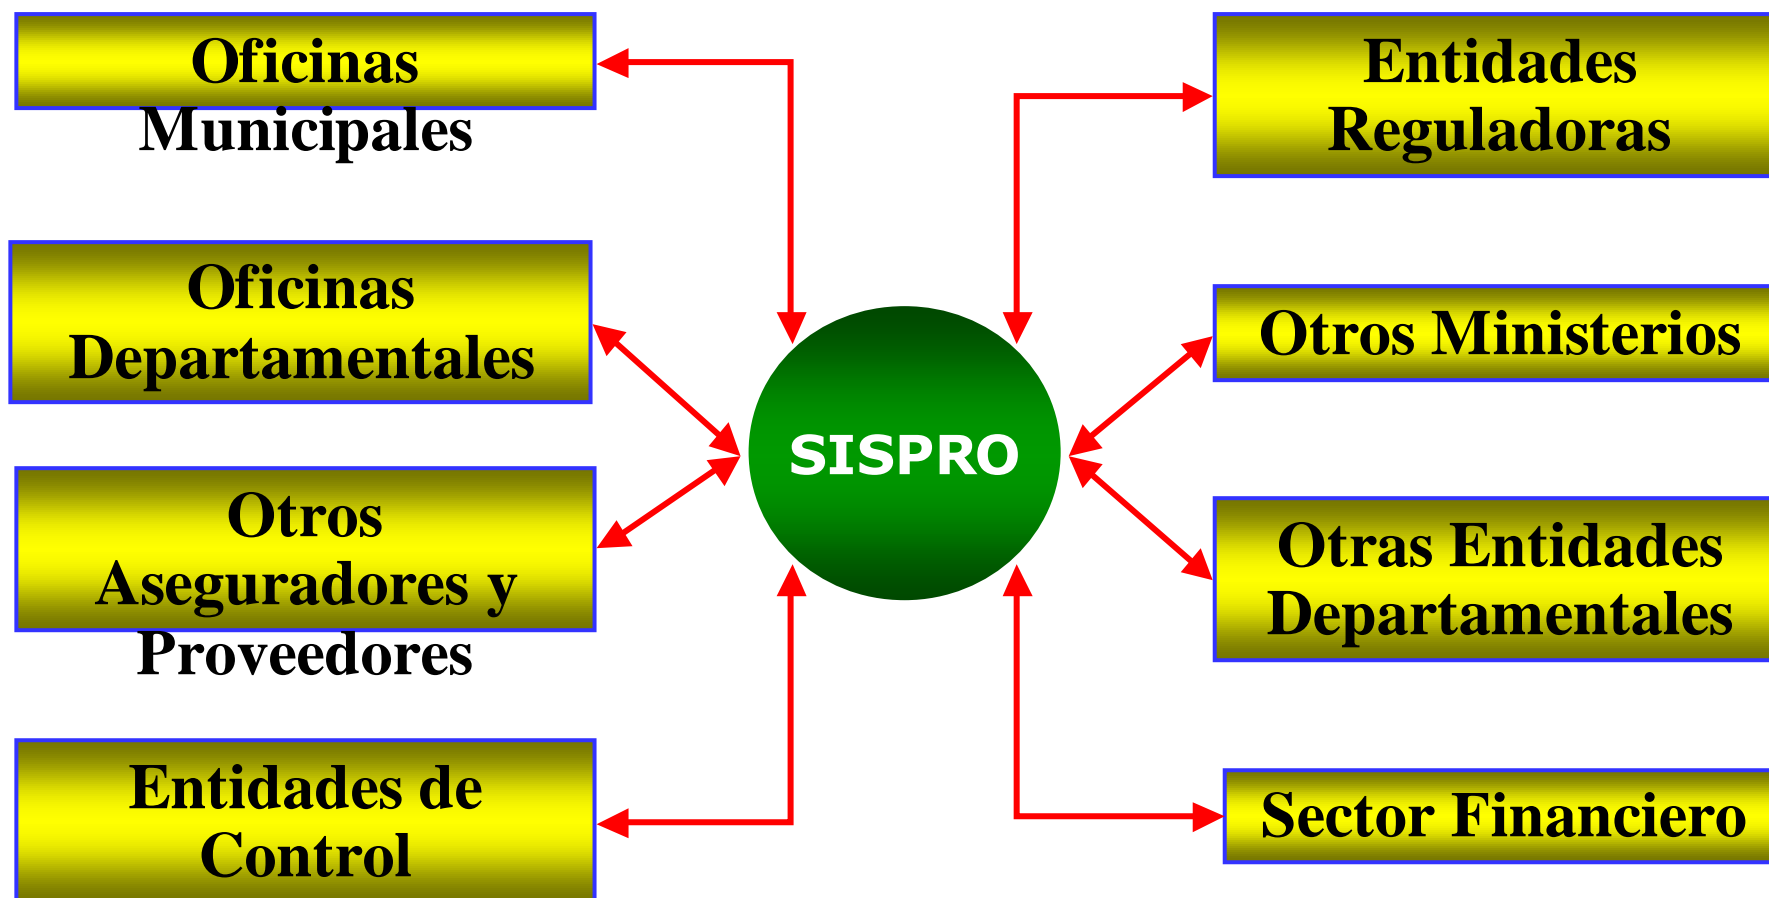 Oficinas
Municipales
Oficinas
Departamentales
Otros
Aseguradores y
Proveedores
Entidades de
Control
SISPRO
Entidades
Reguladoras
Otros Ministerios
Otras Entidades
Departamentales
Sector Financiero